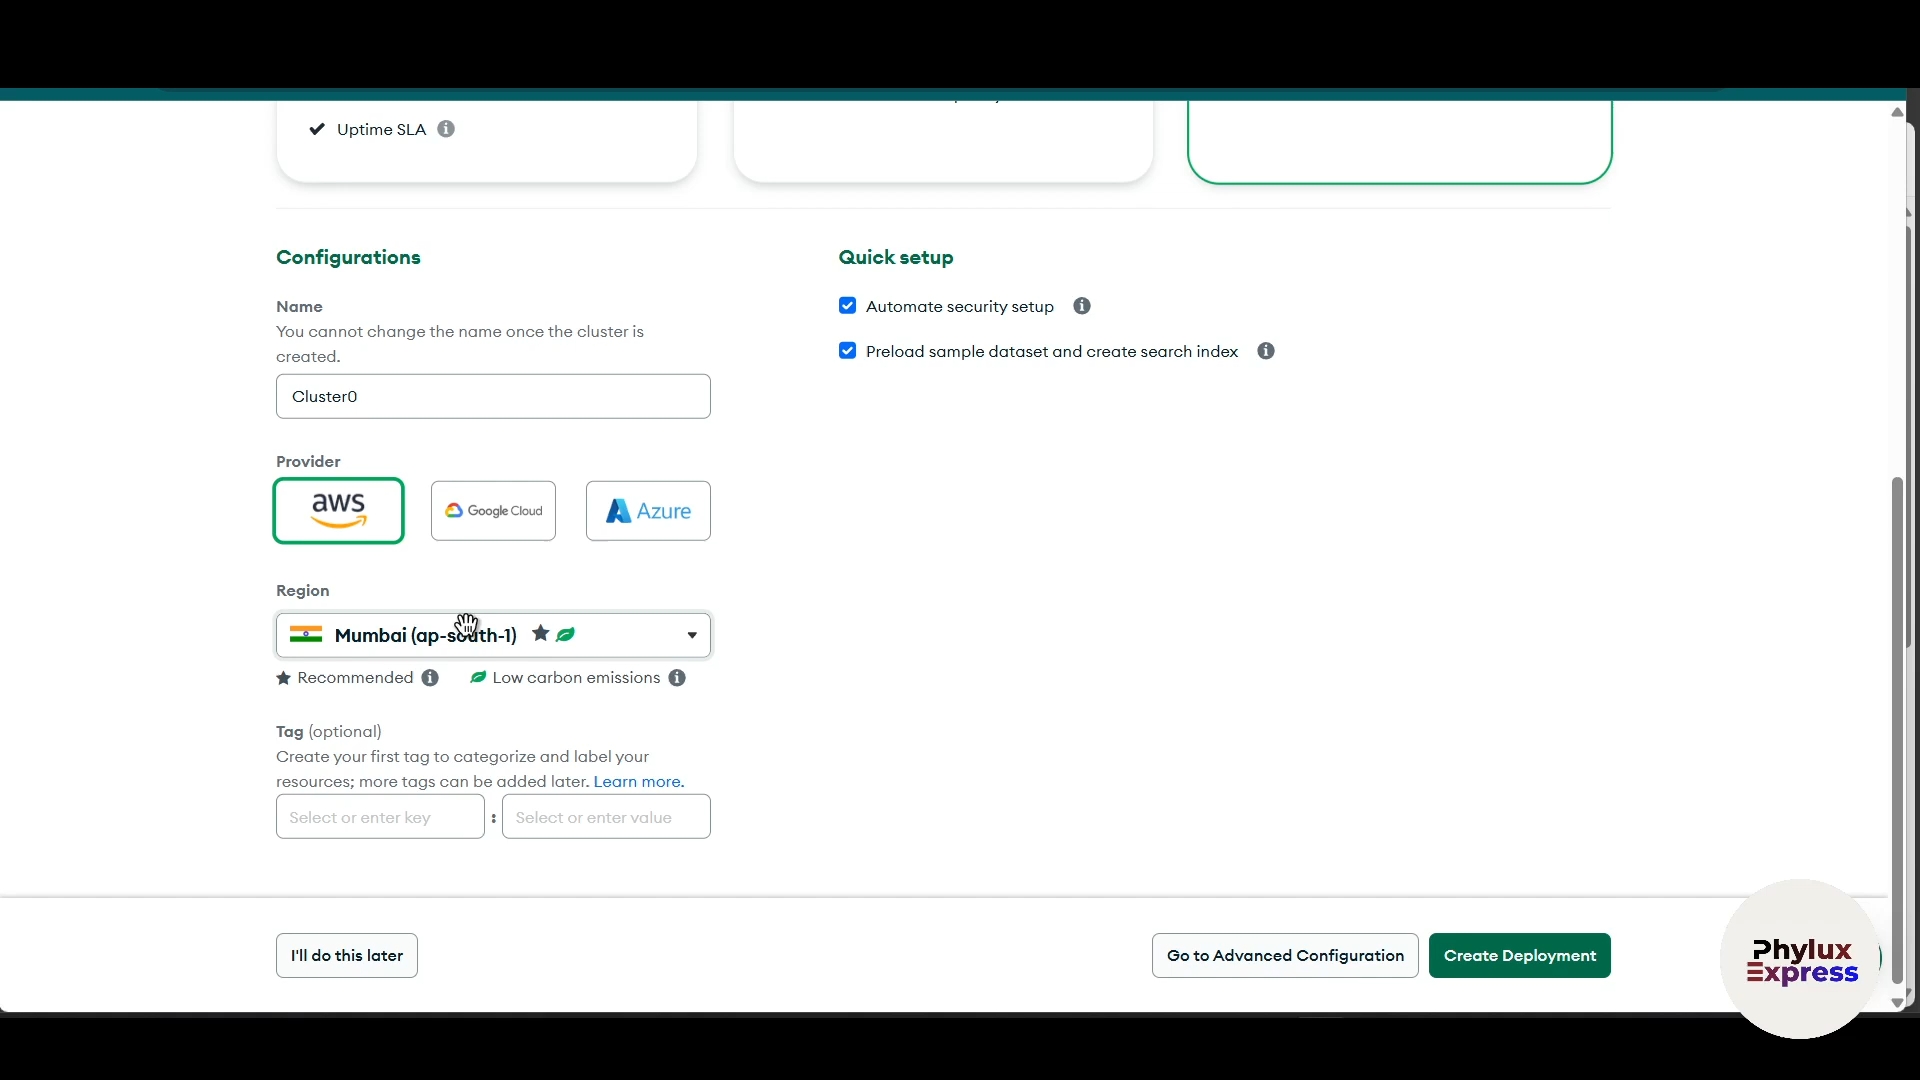 Uptime SLA
Configurations
Name
You cannot change the name once the cluster is
created.
Cluster0
Provider
aws
Google Cloud
Azure
Region
Mumbai (ap-south-1)
Recommended
Low carbon emissions
Tag (optional)
Create your first tag to categorize and label your
resources; more tags can be added later. Learn more.
Select or enter key : Select or enter value
Quick setup
Automate security setup
Preload sample dataset and create search index
I'll do this later
Go to Advanced Configuration
Create Deployment
Phylux
Express